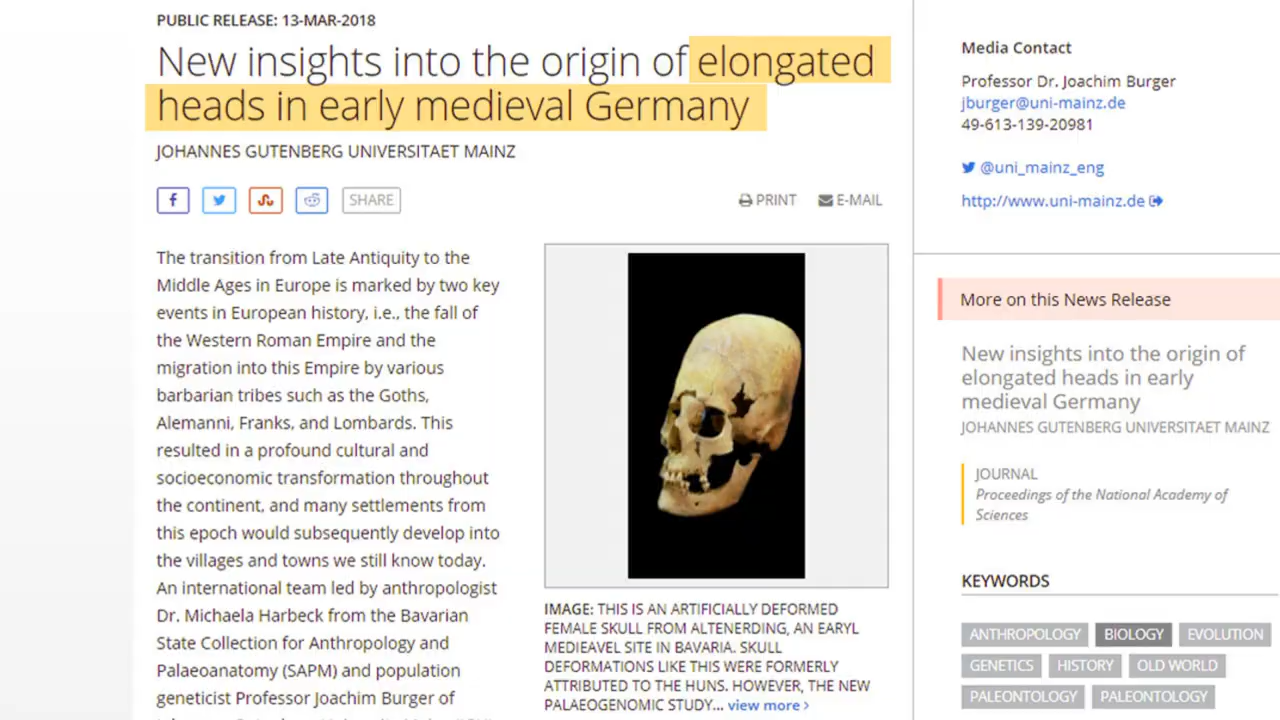 PUBLIC RELEASE: 13-MAR-2018
New insights into the origin of elongated
heads in early medieval Germany
JOHANNES GUTENBERG UNIVERSITAET MAINZ
SHARE
PRINT
E-MAIL
The transition from Late Antiquity to the
Middle Ages in Europe is marked by two key
events in European history, i.e., the fall of
the Western Roman Empire and the
migration into this Empire by various
barbarian tribes such as the Goths,
Alemanni, Franks, and Lombards. This
resulted in a profound cultural and
socioeconomic transformation throughout
the continent, and many settlements from
this epoch would subsequently develop into
the villages and towns we still know today.
An international team led by anthropologist
Dr. Michaela Harbeck from the Bavarian
State Collection for Anthropology and
Palaeoanatomy (SAPM) and population
geneticist Professor Joachim Burger of
IMAGE: THIS IS AN ARTIFICIALLY DEFORMED
FEMALE SKULL FROM ALTENERDING, AN EARYL
MEDIEAVEL SITE IN BAVARIA. SKULL
DEFORMATIONS LIKE THIS WERE FORMERLY
ATTRIBUTED TO THE HUNS. HOWEVER, THE NEW
PALAEOGENOMIC STUDY... view more ›
Media Contact
Professor Dr. Joachim Burger
jburger@uni-mainz.de
49-613-139-20981
@uni_mainz_eng
http://www.uni-mainz.de
More on this News Release
New insights into the origin of
elongated heads in early
medieval Germany
JOHANNES GUTENBERG UNIVERSITAET MAINZ
JOURNAL
Proceedings of the National Academy of
Sciences
KEYWORDS
ANTHROPOLOGY BIOLOGY EVOLUTION
GENETICS HISTORY OLD WORLD
PALEONTOLOGY PALEONTOLOGY